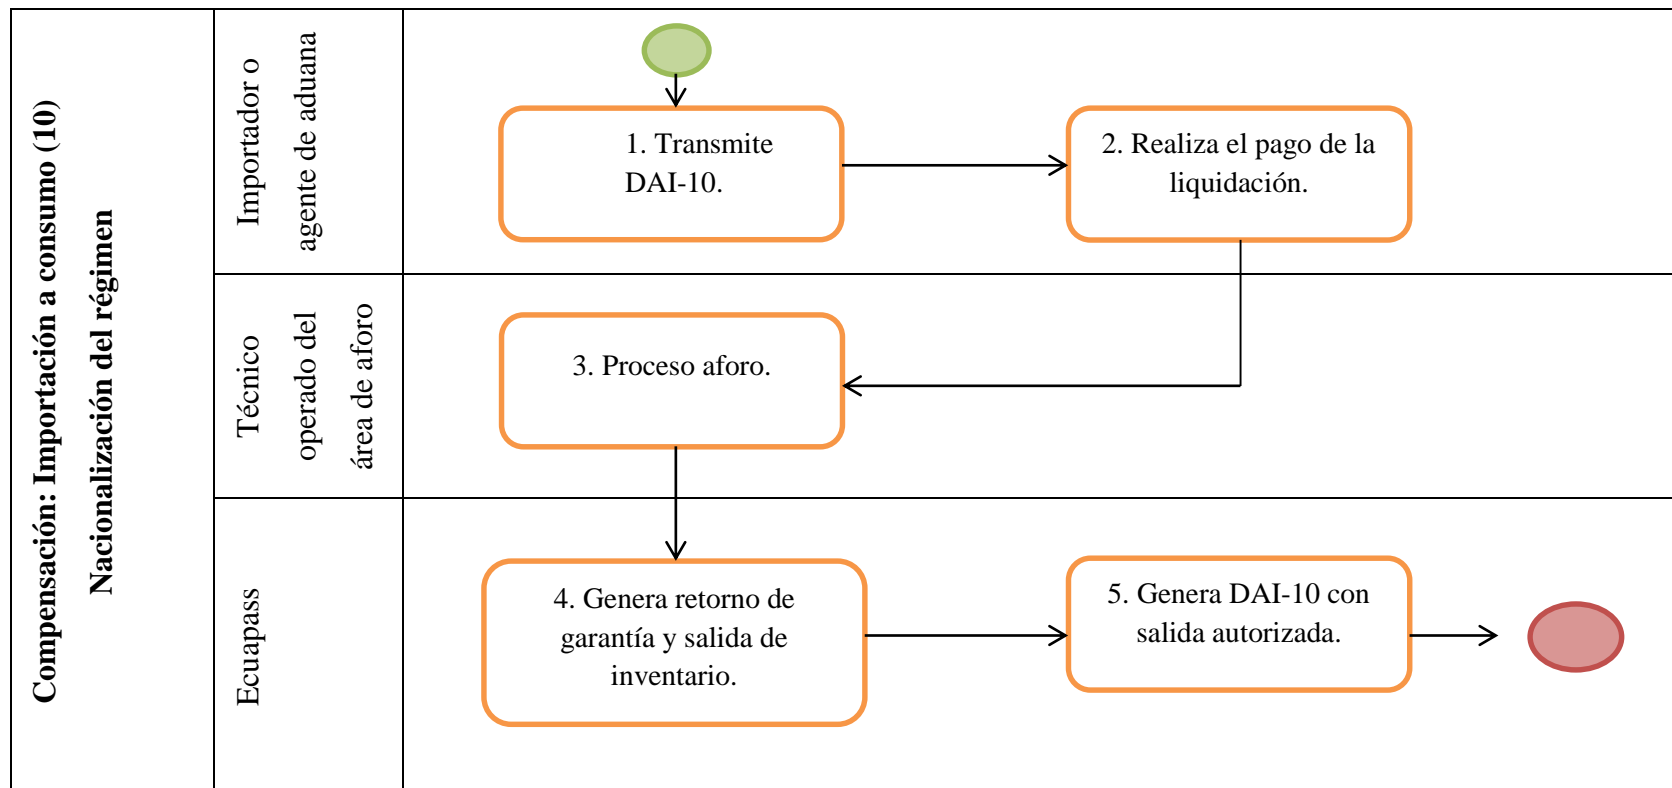 Compensación: Importación a consumo (10)
Nacionalización del régimen
Importador o
agente de aduana
1. Transmite
DAI-10.
2. Realiza el pago de la
liquidación.
Técnico
operado del
área de aforo
3. Proceso aforo.
Ecuapass
4. Genera retorno de
garantía y salida de
inventario.
5. Genera DAI-10 con
salida autorizada.